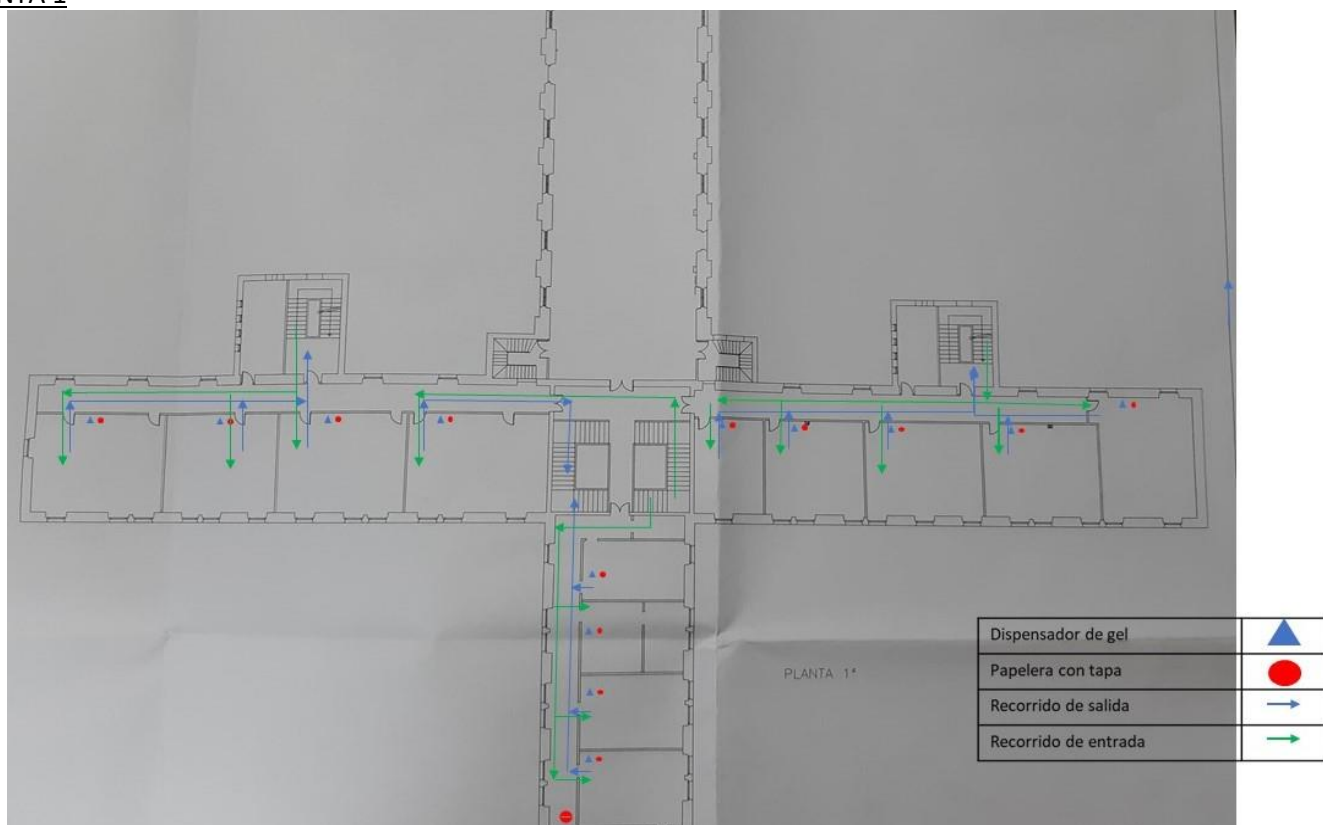 PLANTA 1ª
Dispensador de gel
Papelera con tapa
Recorrido de salida
Recorrido de entrada